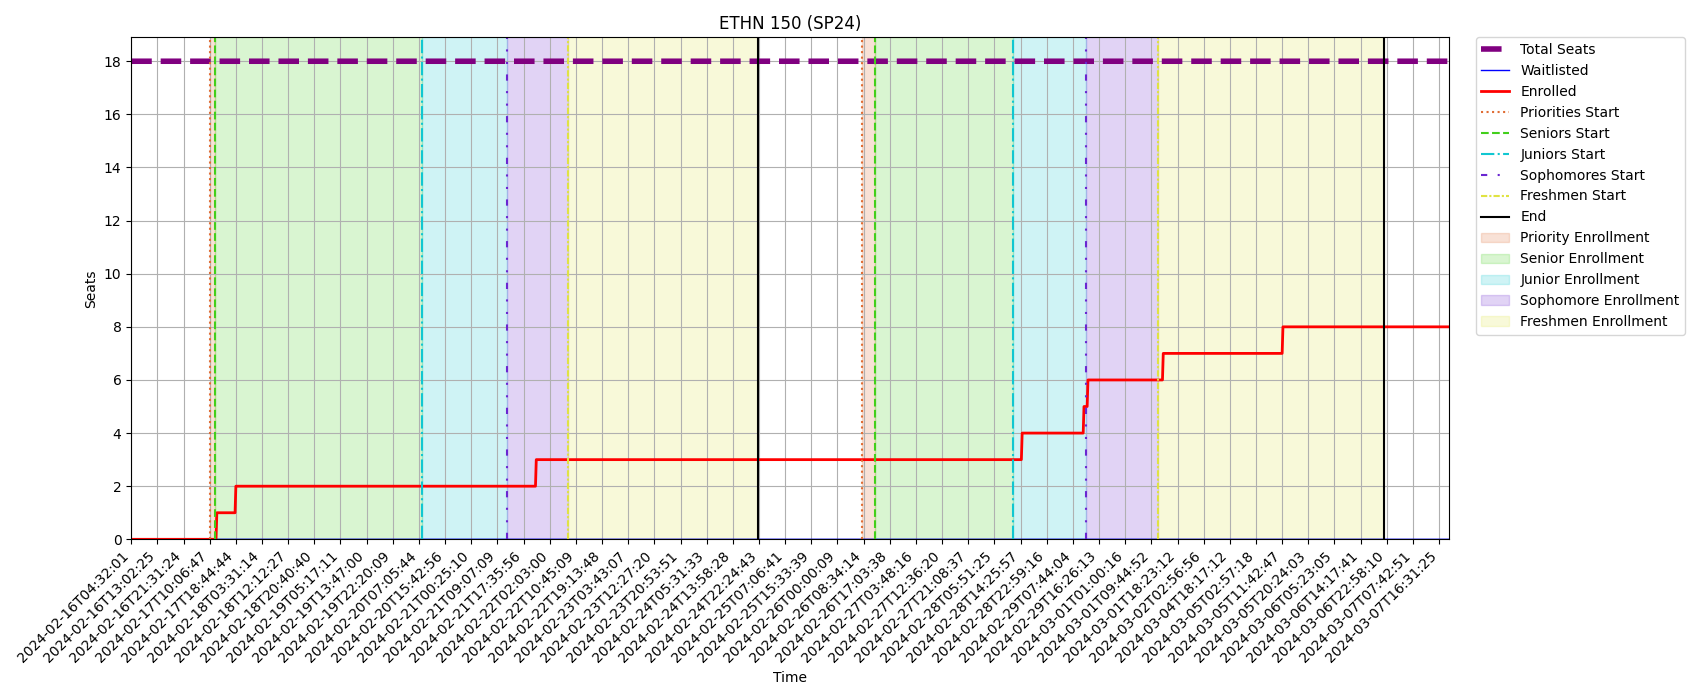 ETHN 150 (SP24)
Seats
18
16
14
12
10
8
6
4
2
0
2024-02-16T04:32:01
2024-02-16T13:02:25
2024-02-16T21:31:24
2024-02-17T10:06:47
2024-02-17T18:44:44
2024-02-18T03:31:14
2024-02-18T12:12:27
2024-02-18T20:40:40
2024-02-19T05:17:11
2024-02-19T13:47:00
2024-02-19T22:20:09
2024-02-20T07:05:44
2024-02-20T15:42:56
2024-02-21T00:25:10
2024-02-21T09:07:09
2024-02-21T17:35:56
2024-02-22T02:03:00
2024-02-22T10:45:09
2024-02-22T19:13:48
2024-02-23T03:43:07
2024-02-23T12:27:20
2024-02-23T20:53:51
2024-02-24T05:31:33
2024-02-24T13:58:28
2024-02-24T22:24:43
2024-02-25T07:06:41
2024-02-25T15:33:39
2024-02-26T00:00:09
2024-02-26T08:34:14
2024-02-26T17:03:38
2024-02-27T03:48:16
2024-02-27T12:36:20
2024-02-27T21:08:37
2024-02-28T05:51:25
2024-02-28T14:25:57
2024-02-28T22:59:16
2024-02-29T07:44:04
2024-02-29T16:26:13
2024-03-01T01:00:16
2024-03-01T09:44:52
2024-03-01T18:23:12
2024-03-02T02:56:56
2024-03-04T18:17:12
2024-03-05T02:57:18
2024-03-05T11:42:47
2024-03-05T20:24:03
2024-03-06T05:23:05
2024-03-06T14:17:41
2024-03-06T22:58:10
2024-03-07T07:42:51
2024-03-07T16:31:25
Time
Total Seats
Waitlisted
Enrolled
Priorities Start
Seniors Start
Juniors Start
Sophomores Start
Freshmen Start
End
Priority Enrollment
Senior Enrollment
Junior Enrollment
Sophomore Enrollment
Freshmen Enrollment